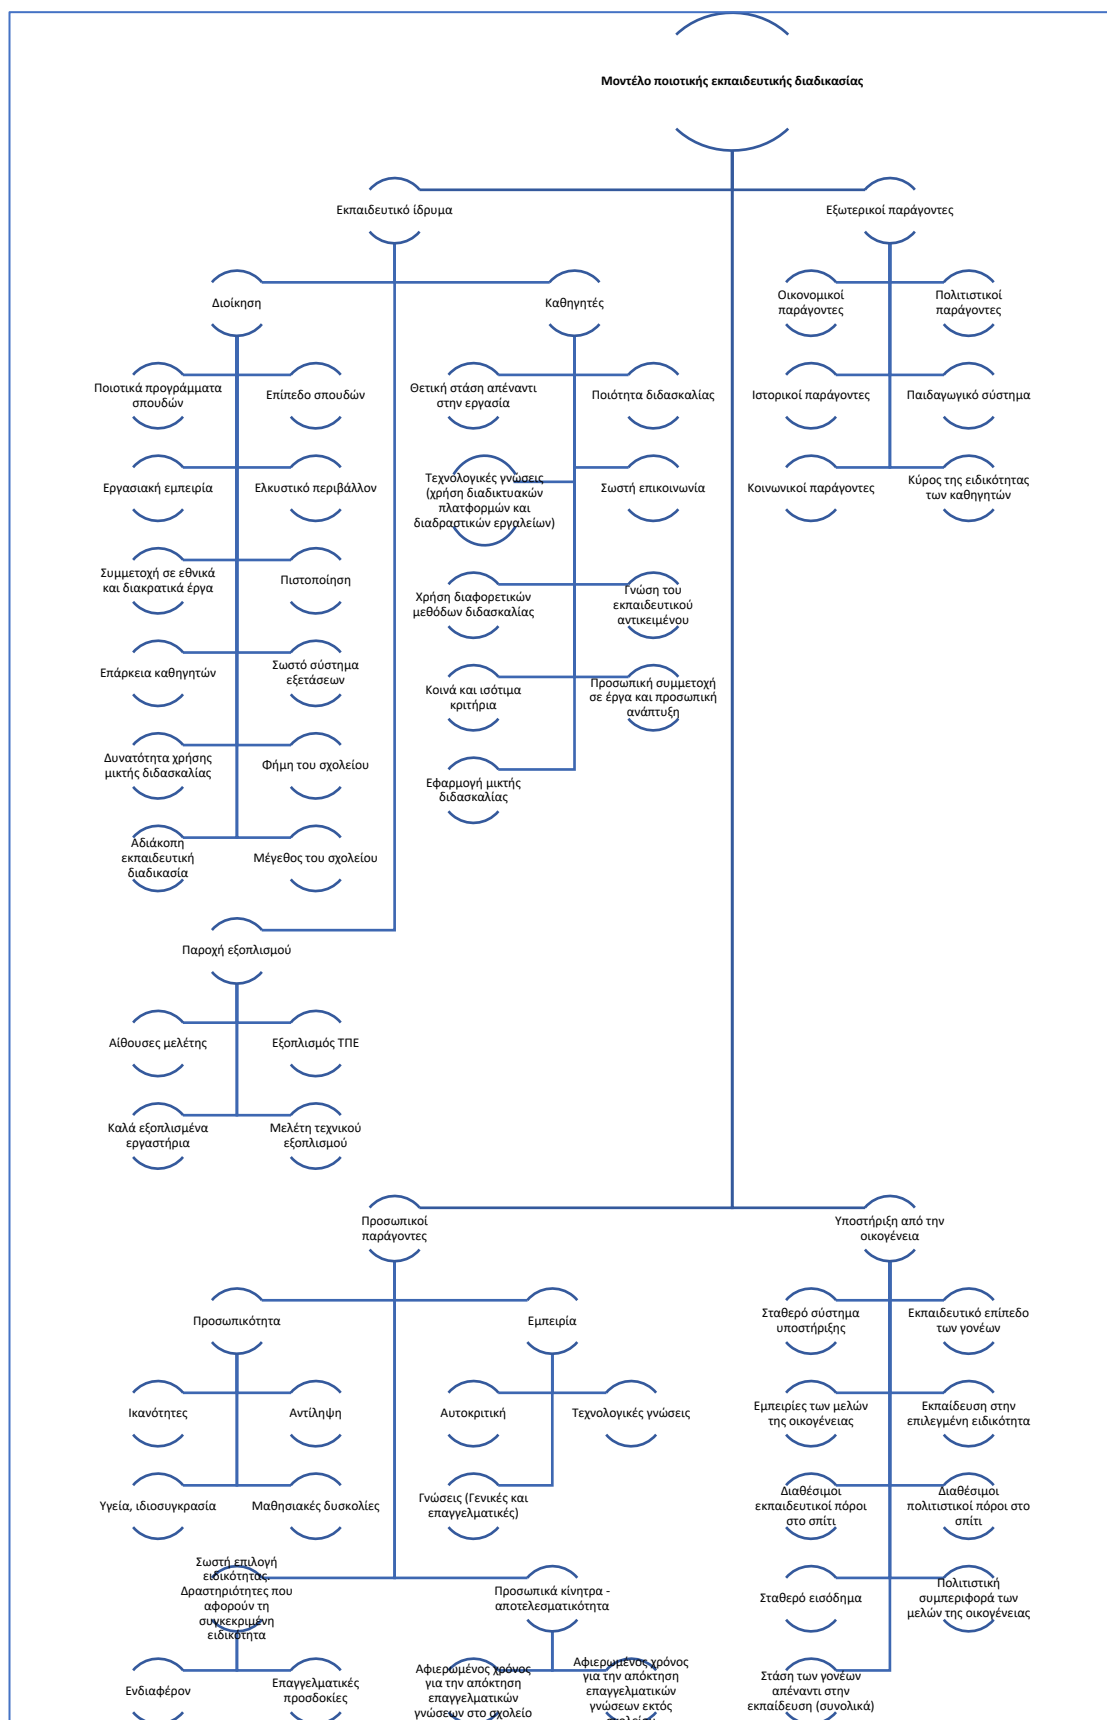 Μοντέλο ποιοτικής εκπαιδευτικής διαδικασίας
Εκπαιδευτικό ίδρυμα
Εξωτερικοί παράγοντες
Διοίκηση
Καθηγητές
Οικονομικοί
παράγοντες
Πολιτιστικοί
παράγοντες
Ποιοτικά προγράμματα
σπουδών
Επίπεδο σπουδών
Θετική στάση απέναντι
στην εργασία
Ποιότητα διδασκαλίας
Ιστορικοί παράγοντες
Παιδαγωγικό σύστημα
Εργασιακή εμπειρία
Ελκυστικό περιβάλλον
Τεχνολογικές γνώσεις
(χρήση διαδικτυακών
πλατφορμών και
διαδραστικών εργαλείων)
Σωστή επικοινωνία
Κοινωνικοί παράγοντες
Κύρος της ειδικότητας
των καθηγητών
Συμμετοχή σε εθνικά
και διακρατικά έργα
Πιστοποίηση
Χρήση διαφορετικών
μεθόδων διδασκαλίας
Γνώση του
εκπαιδευτικού
αντικειμένου
Επάρκεια καθηγητών
Σωστό σύστημα
εξετάσεων
Κοινά και ισότιμα
κριτήρια
Προσωπική συμμετοχή
σε έργα και προσωπική
ανάπτυξη
Δυνατότητα χρήσης
μικτής διδασκαλίας
Φήμη του σχολείου
Εφαρμογή μικτής
διδασκαλίας
Αδιάκοπη
εκπαιδευτική
διαδικασία
Μέγεθος του σχολείου
Παροχή εξοπλισμού
Αίθουσες μελέτης
Εξοπλισμός ΤΠΕ
Καλά εξοπλισμένα
εργαστήρια
Μελέτη τεχνικού
εξοπλισμού
Προσωπικοί
παράγοντες
Υποστήριξη από την
οικογένεια
Προσωπικότητα
Εμπειρία
Σταθερό σύστημα
υποστήριξης
Εκπαιδευτικό επίπεδο
των γονέων
Ικανότητες
Αντίληψη
Αυτοκριτική
Τεχνολογικές γνώσεις
Εμπειρίες των μελών
της οικογένειας
Εκπαίδευση στην
επιλεγμένη ειδικότητα
Υγεία, ιδιοσυγκρασία
Μαθησιακές δυσκολίες
Γνώσεις (Γενικές και
επαγγελματικές)
Διαθέσιμοι
εκπαιδευτικοί πόροι
στο σπίτι
Διαθέσιμοι
πολιτιστικοί πόροι στο
σπίτι
Σωστή επιλογή
ειδικότητας.
Δραστηριότητες που
αφορούν τη
συγκεκριμένη
ειδικότητα
Προσωπικά κίνητρα -
αποτελεσματικότητα
Σταθερό εισόδημα
Πολιτιστική
συμπεριφορά των
μελών της οικογένειας
Ενδιαφέρον
Επαγγελματικές
προσδοκίες
Αφιερωμένος χρόνος
για την απόκτηση
επαγγελματικών
γνώσεων στο σχολείο
Αφιερωμένος χρόνος
για την απόκτηση
επαγγελματικών
γνώσεων εκτός
Στάση των γονέων
απέναντι στην
εκπαίδευση (συνολικά)